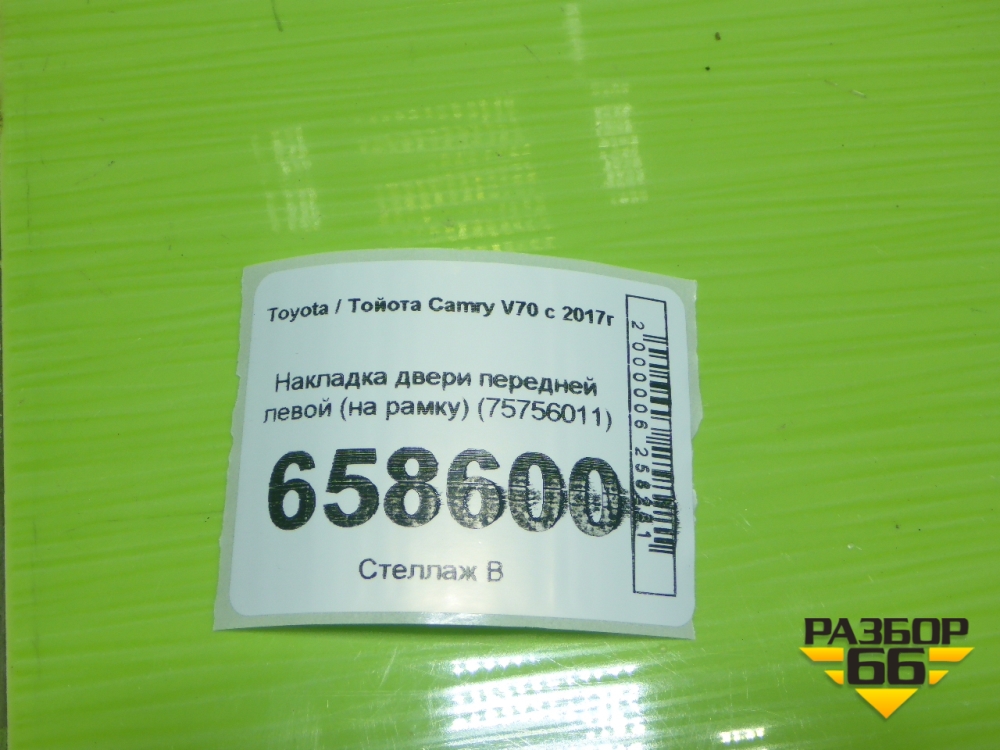 Toyota / Тойота Camry V70 с 2017г
Накладка двери передней
левой (на рамку) (75756011)
658600
Стеллаж В
РАЗБОР
66